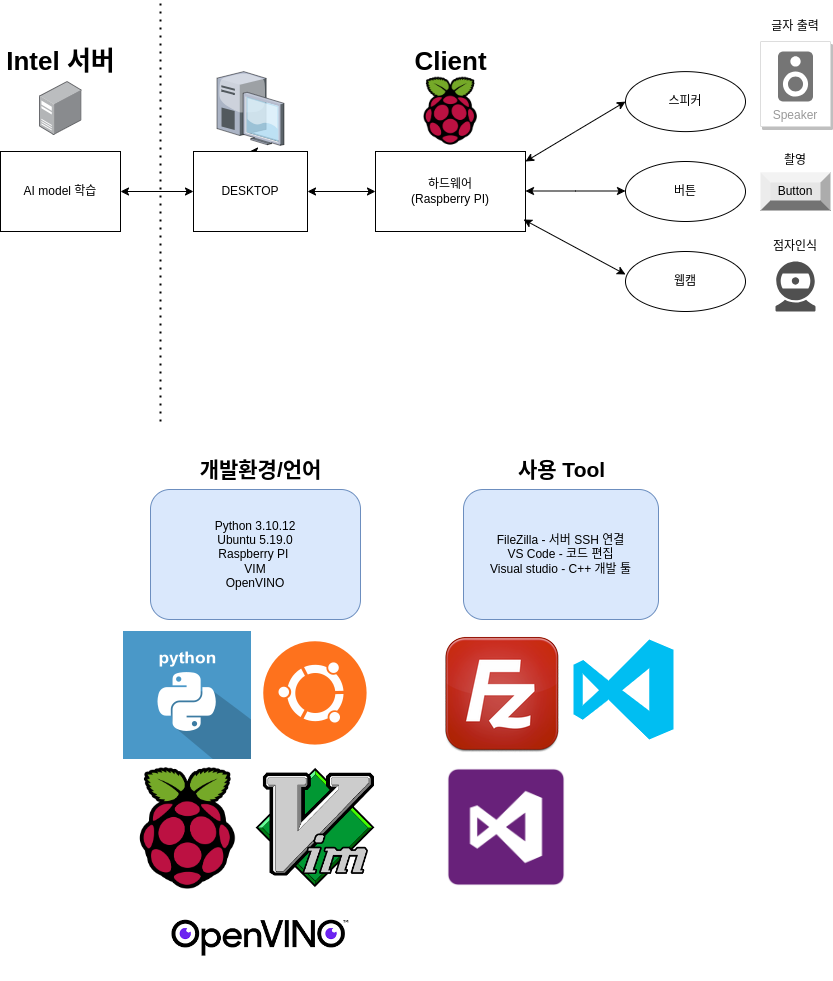 글자 출력
Intel 서버
Client
Speaker
스피커
촬영
AI model 학습
DESKTOP
하드웨어
(Raspberry PI)
버튼
Button
점자인식
웹캠
개발환경/언어
Python 3.10.12
Ubuntu 5.19.0
Raspberry PI
VIM
OpenVINO
사용 Tool
FileZilla - 서버 SSH 연결
VS Code - 코드 편집
Visual studio - C++ 개발 툴
python
Fz
Vim
OpenVINO™